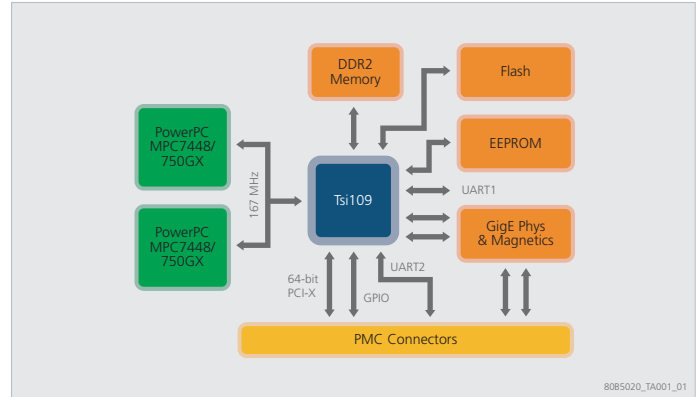 DDR2
Memory
Flash
PowerPC
MPC7448/
750GX
EEPROM
167 MHz
Tsi109
UART1
PowerPC
MPC7448/
750GX
GigE Phys
& Magnetics
UART2
64-bit
PCI-X
GPIO
PMC Connectors
80B5020_TA001_01